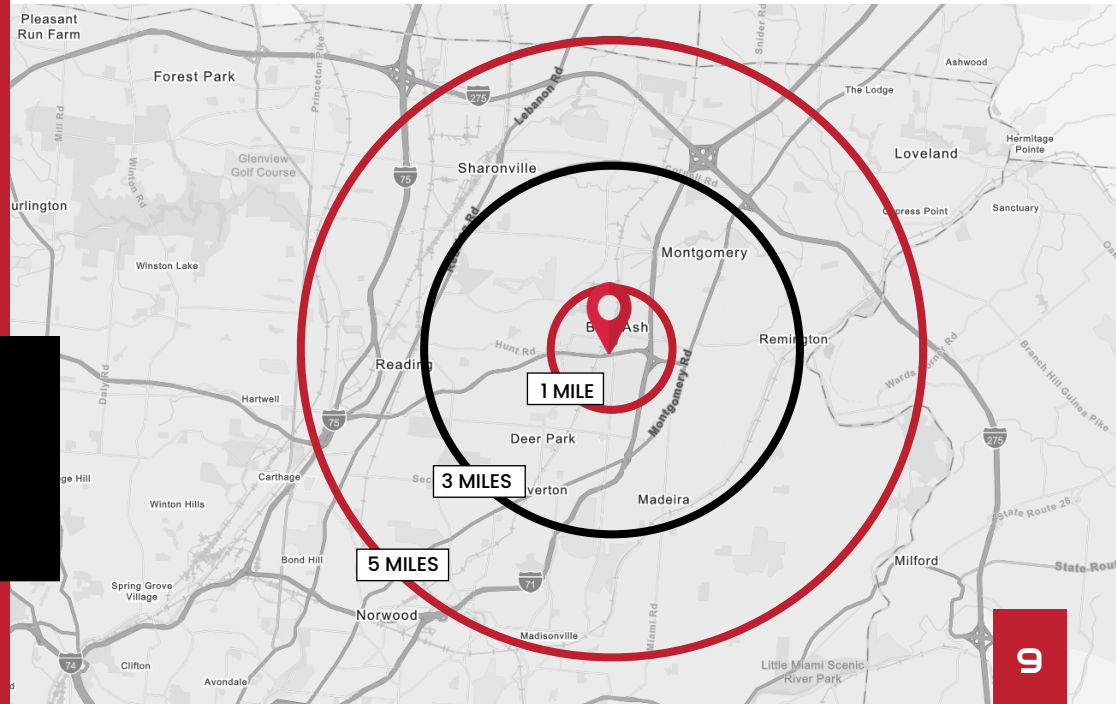 Pleasant
Run Farm
Forest Park
Princeton Pike
275
Lebanon Rd
Snider Rd
Ashwood
The Lodge
Mill Rd
Winton Rd
Glenview
Golf Course
75
Sharonville
Cornell Rd
Loveland
Hermitage
Pointe
urlington
Cypress Point
Sanctuary
Winston Lake
Reading Rd
Montgomery
Ash
Hunt Rd
Reading
Remington
Wards Corner Rd
Branch Hill Guinea Pike
Daly Rd
Hartwell
1 MILE
Montgomery Rd
75
Deer Park
275
ge Hill
Carthage
3 MILES
verton
Madeira
Winton Hills
State Route 28
Bond Hill
5 MILES
Milford
State Rout
Spring Grove
Village
71
Norwood
Miami Rd
Madisonville
74
Clifton
Avondale
Little Miami Scenic
River Park
9